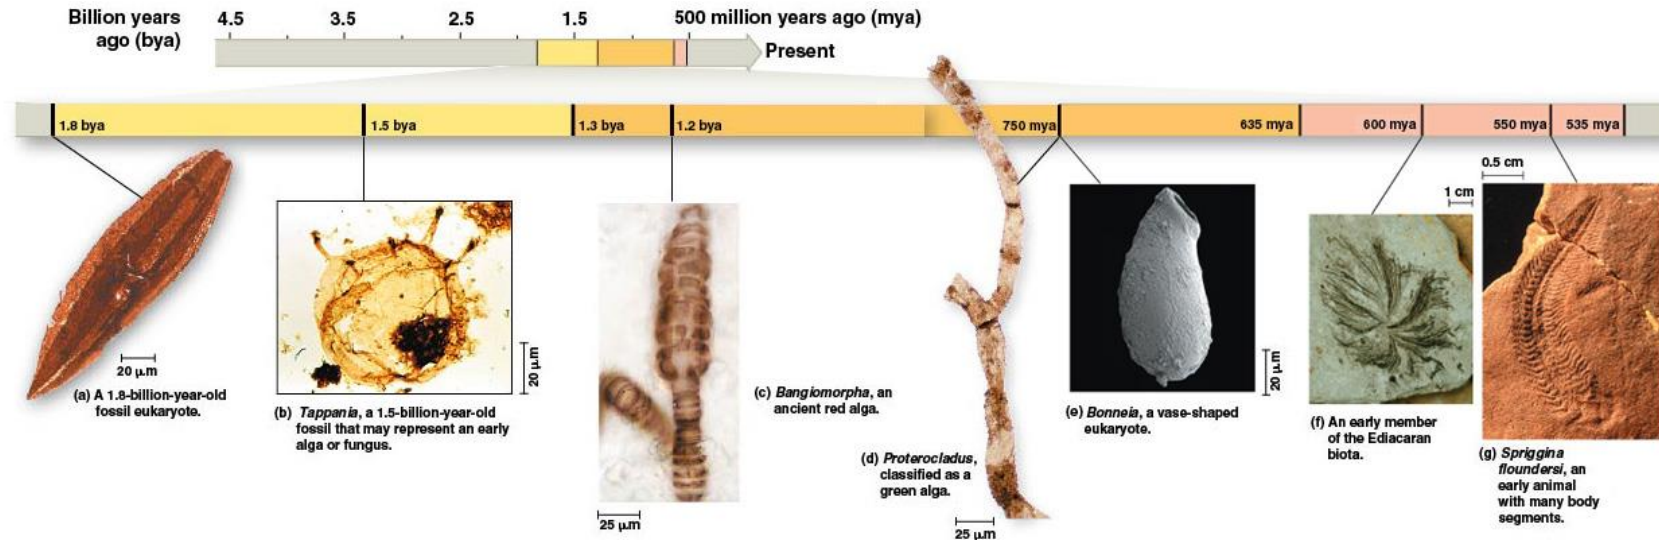 Billion years
ago (bya)
4.5
3.5
2.5
1.5
500 million years ago (mya)
Present
1.8 bya
1.5 bya
1.3 bya
1.2 bya
750 mya
635 mya
600 mya
550 mya
535 mya
20 μm
(a) A 1.8-billion-year-old
fossil eukaryote.
20 μm
(b) Tappania, a 1.5-billion-year-old
fossil that may represent an early
alga or fungus.
25 μm
(c) Bangiomorpha, an
ancient red alga.
(d) Proterocladus,
classified as a
green alga.
25 μm
20 μm
(e) Bonneia, a vase-shaped
eukaryote.
1 cm
(f) An early member
of the Ediacaran
biota.
0.5 cm
(g) Spriggina
floundersi, an
early animal
with many body
segments.